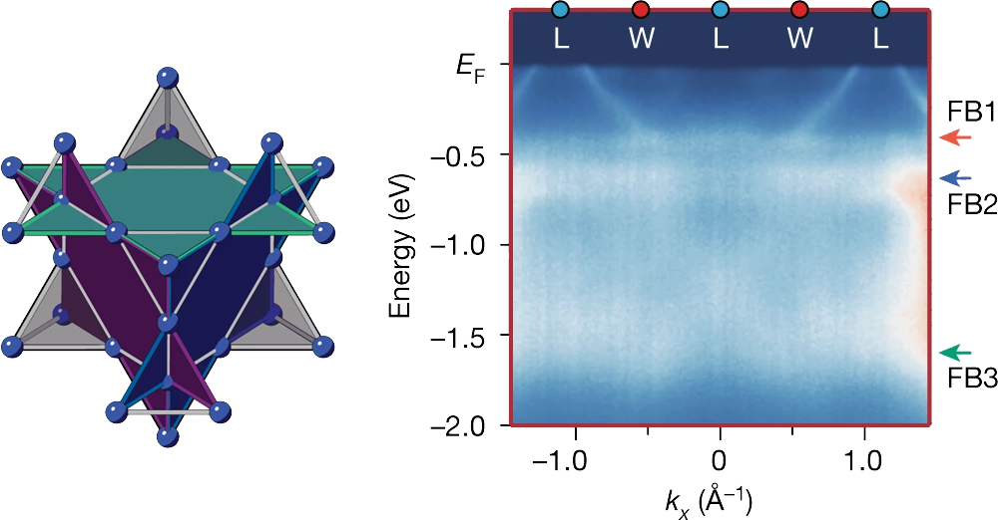 L W L W L
E_F
−0.5
−1.0
−1.5
−2.0
Energy (eV)
−1.0 0 1.0
k_x (Å⁻¹)
FB1
FB2
FB3